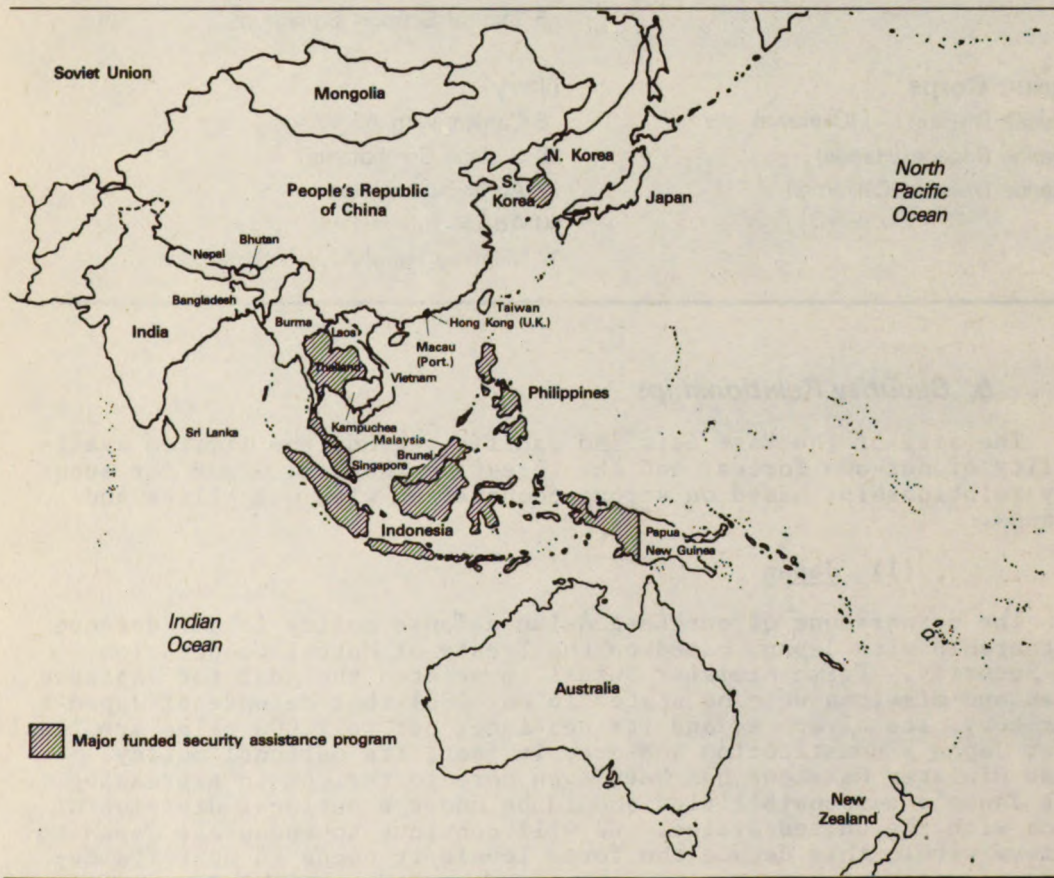 Soviet Union
Mongolia
N. Korea
S.
Korea
Japan
North
Pacific
Ocean
People's Republic
of China
Nepal
Bhutan
Bangladesh
India
Burma
Laos
Taiwan
Hong Kong (U.K.)
Macau
(Port.)
Thailand
Vietnam
Philippines
Sri Lanka
Kampuchea
Malaysia
Brunei
Singapore
Indonesia
Papua
New Guinea
Indian
Ocean
Australia
Major funded security assistance program
New
Zealand